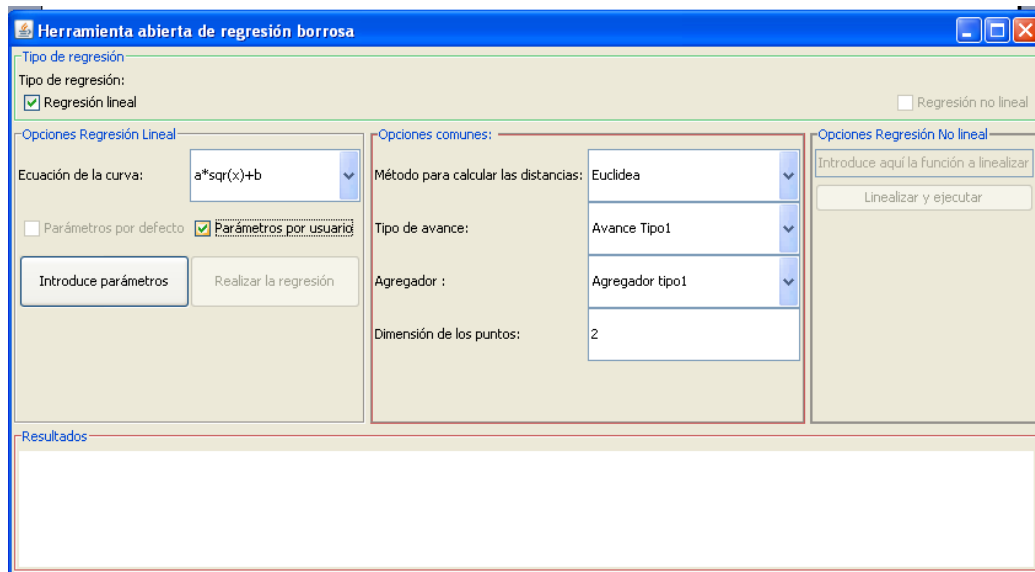 Herramienta abierta de regresión borrosa
Tipo de regresión
Tipo de regresión:
Regresión lineal
Regresión no lineal
Opciones Regresión Lineal
Ecuación de la curva:
a*sqr(x)+b
Parámetros por defecto
Parámetros por usuario
Introduce parámetros
Realizar la regresión
Opciones comunes:
Método para calcular las distancias:
Euclidea
Tipo de avance:
Avance Tipo1
Agregador :
Agregador tipo1
Dimensión de los puntos:
2
Opciones Regresión No lineal
Introduce aquí la función a linealizar
Linealizar y ejecutar
Resultados